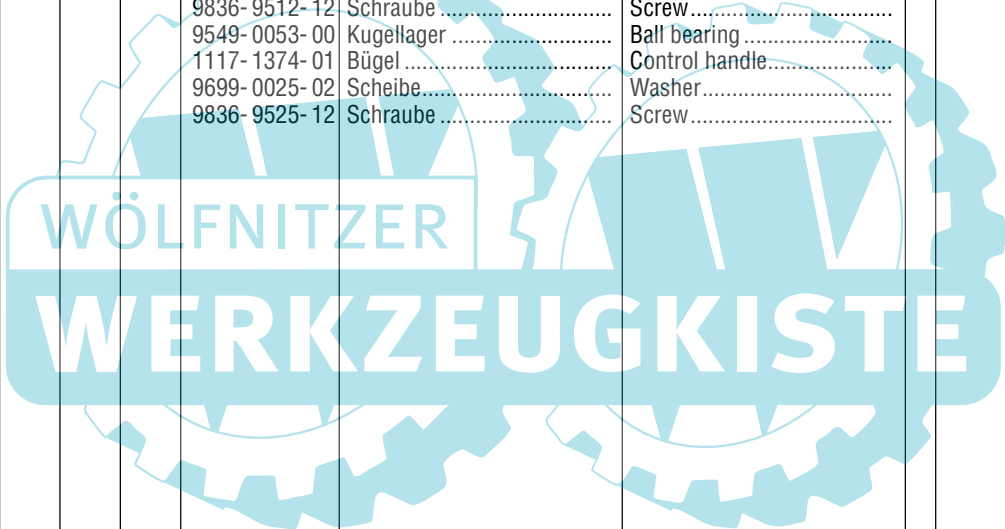 9836-9512-12 Schraube .............................. Screw ..............................
9549-0053-00 Kugellager .............................. Ball bearing ..............................
1117-1374-01 Bügel .............................. Control handle ..............................
9699-0025-02 Scheibe .............................. Washer ..............................
9836-9525-12 Schraube .............................. Screw ..............................
WÖLFNITZER
WERKZEUGKISTE